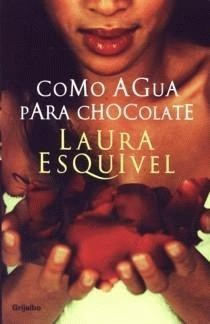 COMO AGUA
PARA CHOCOLATE
LAURA
ESQUIVEL
Grijalbo